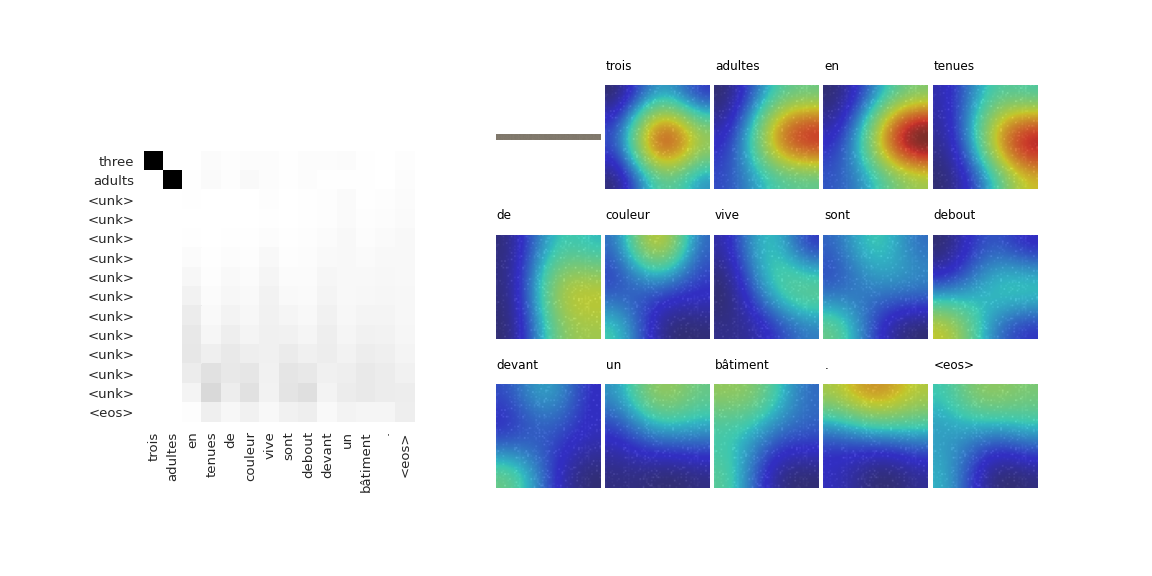 three
adults
<unk>
<unk>
<unk>
<unk>
<unk>
<unk>
<unk>
<unk>
<unk>
<unk>
<unk>
<eos>
trois
adultes
en
tenues
de
couleur
vive
sont
debout
devant
un
bâtiment
.
<eos>
trois adultes en tenues
de couleur vive sont debout
devant un bâtiment . <eos>